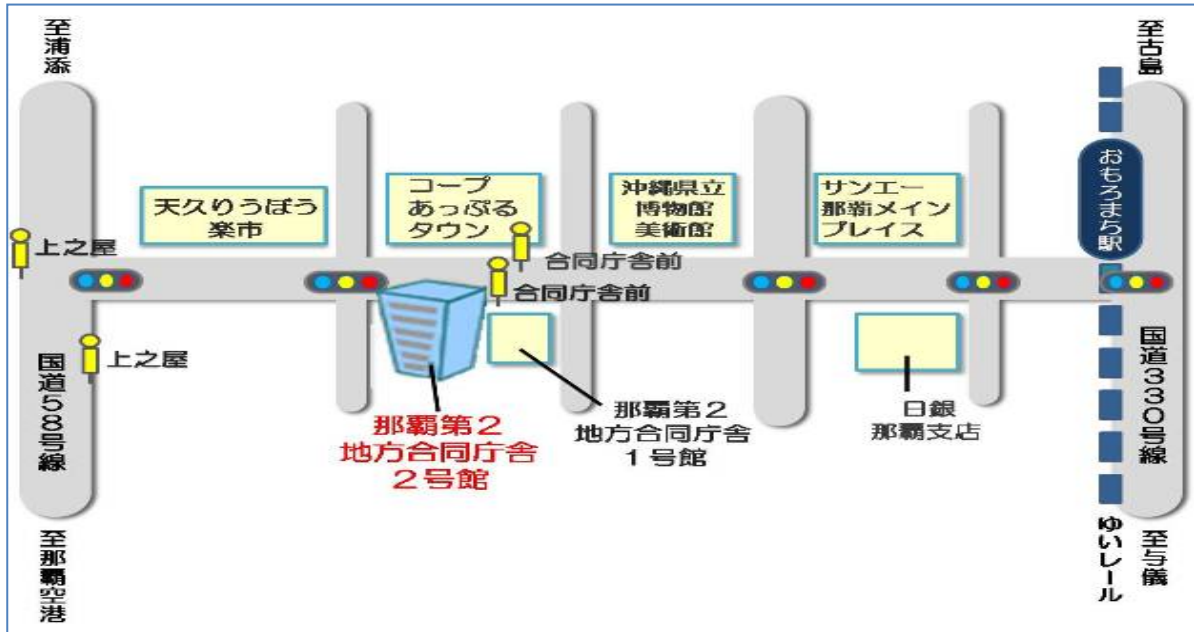 至浦添
至古島
天久りうぼう
楽市
コープ
あっぷる
タウン
沖縄県立
博物館
美術館
サンエー
那覇メイン
プレイス
おもろまち駅
上之屋
合同庁舎前
合同庁舎前
上之屋
国道58号線
国道330号線
那覇第2
地方合同庁舎
2号館
那覇第2
地方合同庁舎
1号館
日銀
那覇支店
至那覇空港
ゆいレール
至与儀